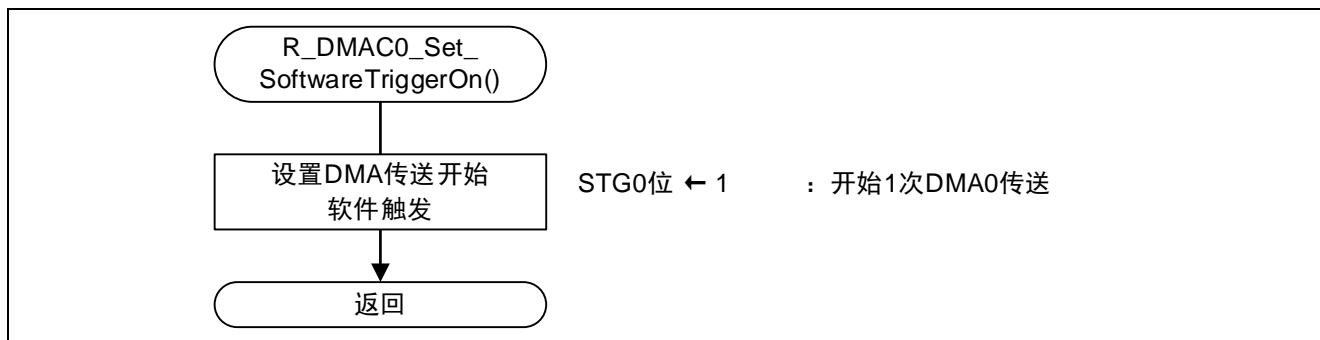 R_DMAC0_Set_
SoftwareTriggerOn()
设置DMA传送开始
软件触发
STG0位 ← 1 : 开始1次DMA0传送
返回